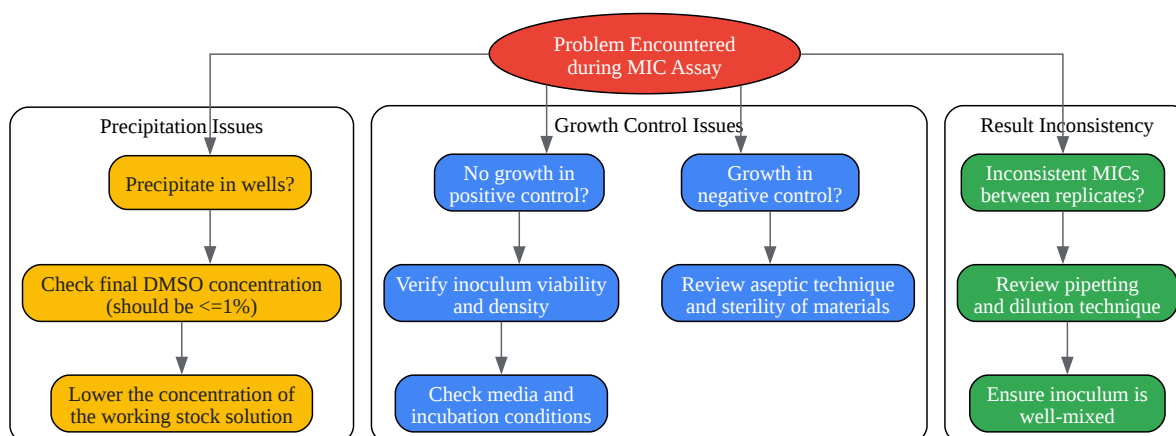 Problem Encountered
during MIC Assay
Precipitation Issues
Precipitate in wells?
Check final DMSO concentration
(should be <=1%)
Lower the concentration of
the working stock solution
Growth Control Issues
No growth in
positive control?
Verify inoculum viability
and density
Check media and
incubation conditions
Growth in
negative control?
Review aseptic technique
and sterility of materials
Result Inconsistency
Inconsistent MICs
between replicates?
Review pipetting
and dilution technique
Ensure inoculum is
well-mixed